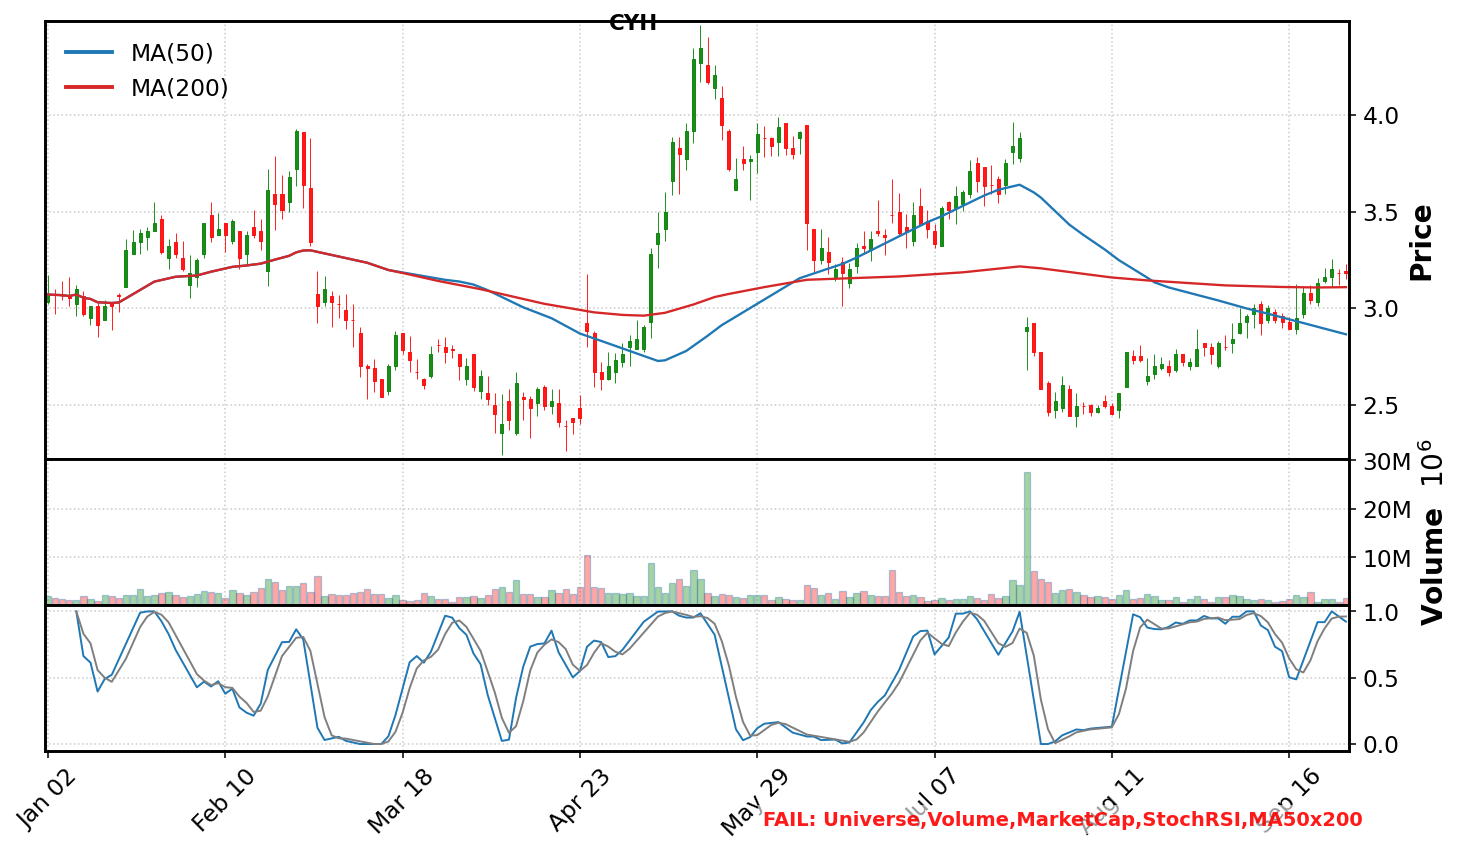 CYH
MA(50)
MA(200)
4.0
3.5
3.0
2.5
Price
30M
20M
10M
Volume 10^6
1.0
0.5
0.0
Jan 02
Feb 10
Mar 18
Apr 23
May 29
Jul 07
Aug 11
Sep 16
FAIL: Universe,Volume,MarketCap,StochRSI,MA50x200